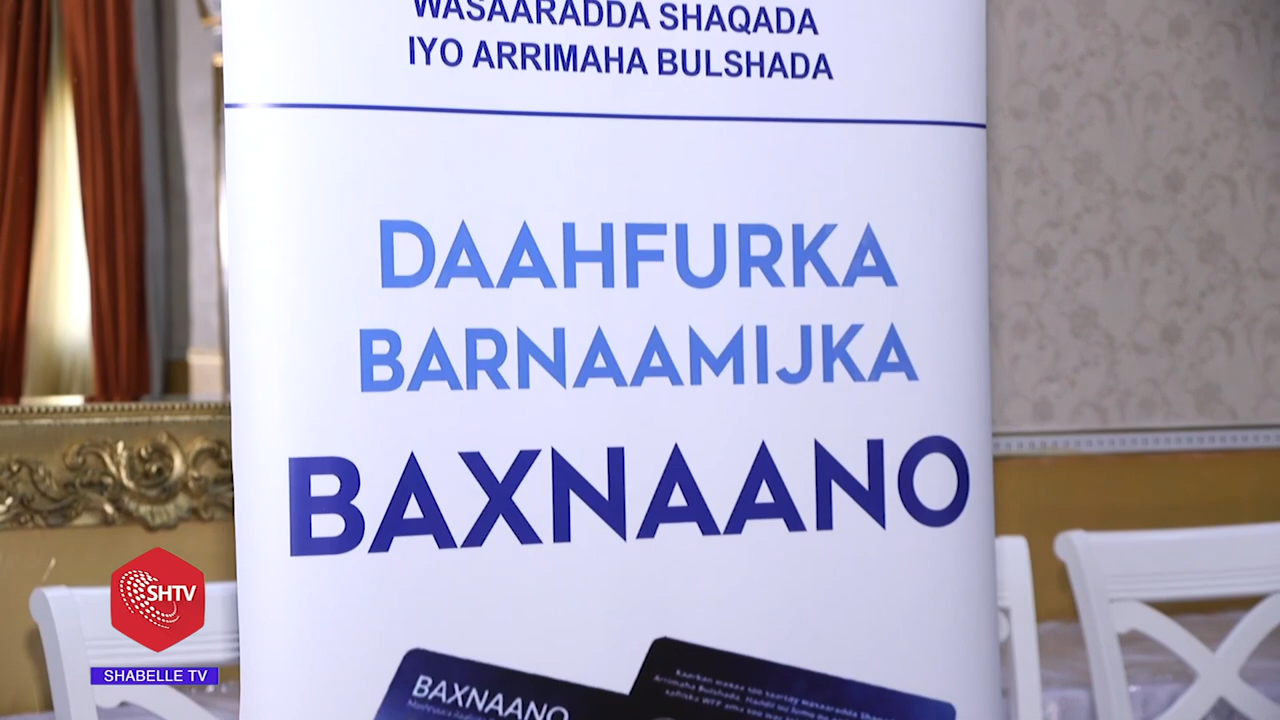 WASAARADDA SHAQADA
IYO ARRIMAHA BULSHADA
DAAHFURKA
BARNAAMIJKA
BAXNAANO
BAXNAANO
SHTV
SHABELLE TV